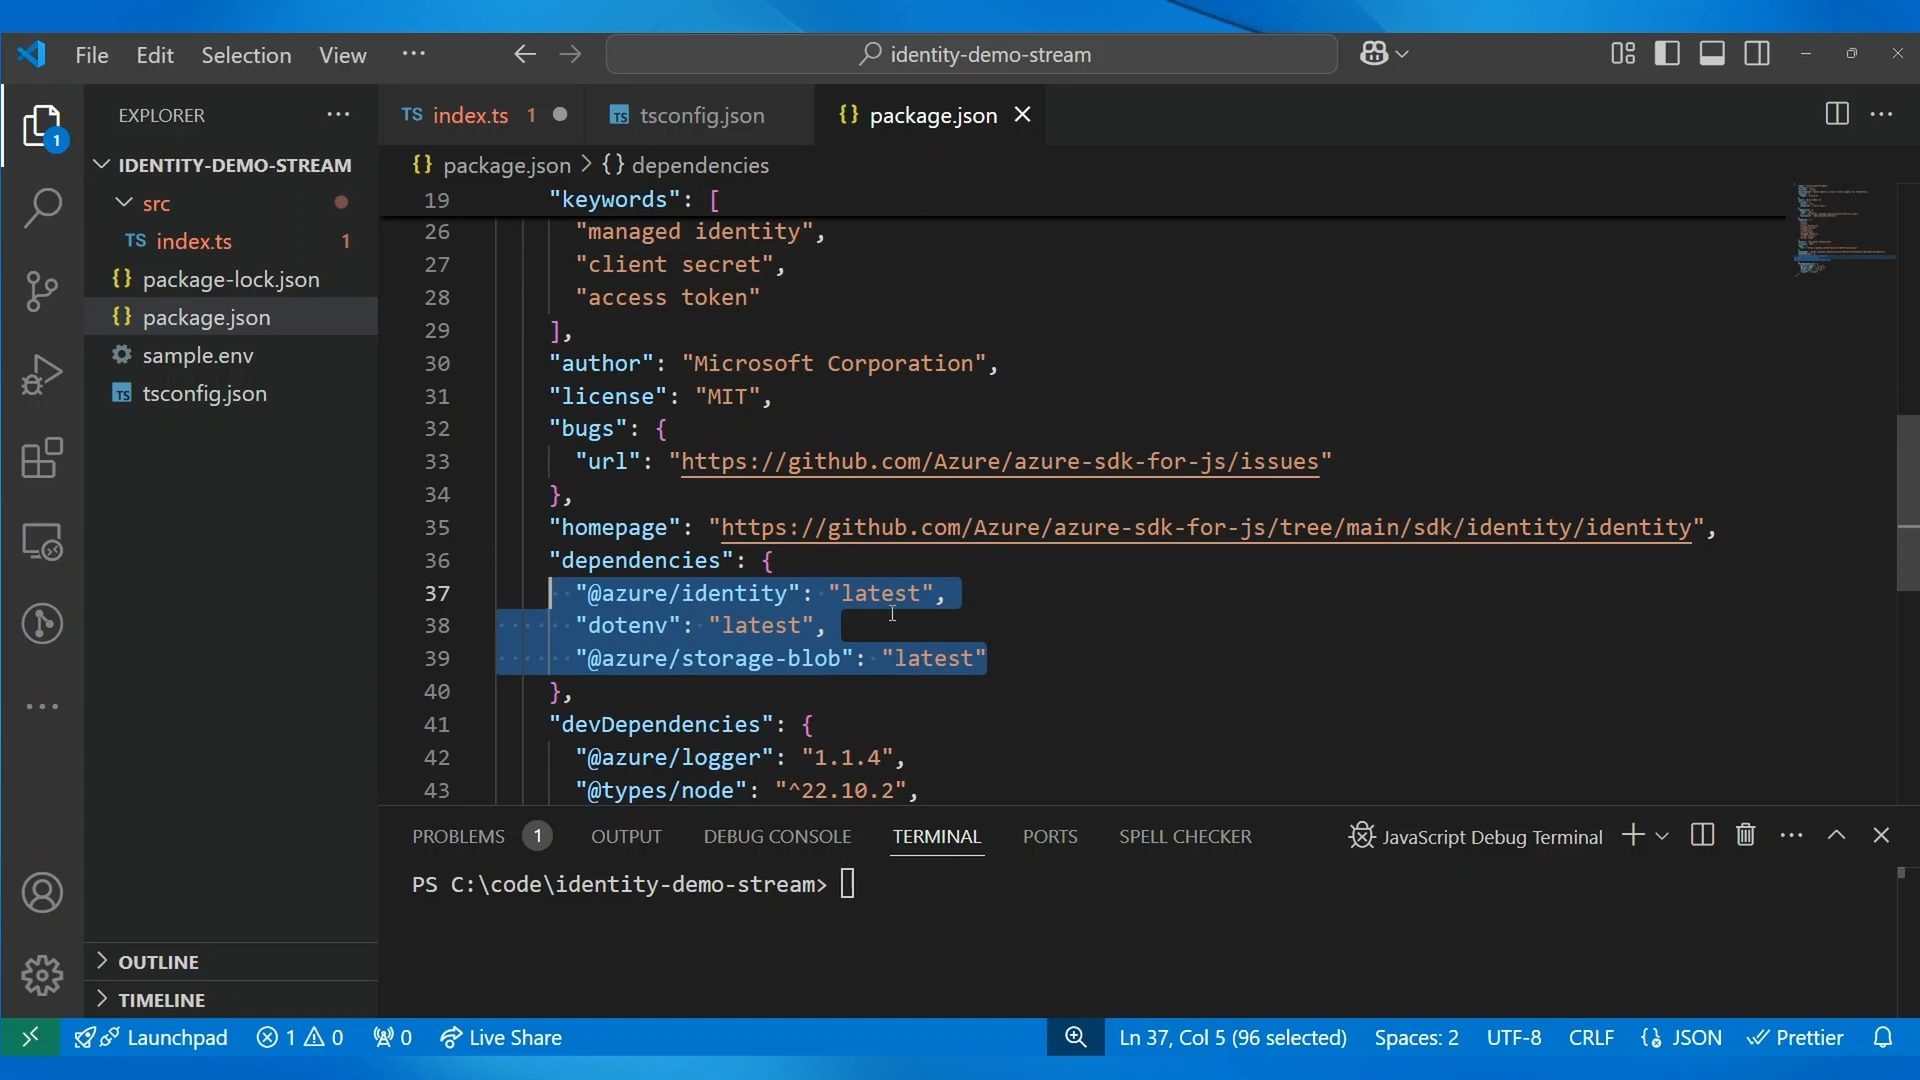 File Edit Selection View ··· identity-demo-stream
EXPLORER ···
TS index.ts 1 tsconfig.json {} package.json
{} package.json > {} dependencies
IDENTITY-DEMO-STREAM
src
TS index.ts 1
{} package-lock.json
{} package.json
sample.env
TS tsconfig.json
1
19 "keywords": [
26 "managed identity",
27 "client secret",
28 "access token"
29 ],
30 "author": "Microsoft Corporation",
31 "license": "MIT",
32 "bugs": {
33 "url": "https://github.com/Azure/azure-sdk-for-js/issues"
34 },
35 "homepage": "https://github.com/Azure/azure-sdk-for-js/tree/main/sdk/identity/identity",
36 "dependencies": {
37 "@azure/identity": "latest",
38 "dotenv": "latest",
39 "@azure/storage-blob": "latest"
40 },
41 "devDependencies": {
42 "@azure/logger": "1.1.4",
43 "@types/node": "^22.10.2",
PROBLEMS 1 OUTPUT DEBUG CONSOLE TERMINAL PORTS SPELL CHECKER JavaScript Debug Terminal
PS C:\code\identity-demo-stream>
OUTLINE
TIMELINE
Launchpad 1 0 0 Live Share Ln 37, Col 5 (96 selected) Spaces: 2 UTF-8 CRLF {} JSON Prettier